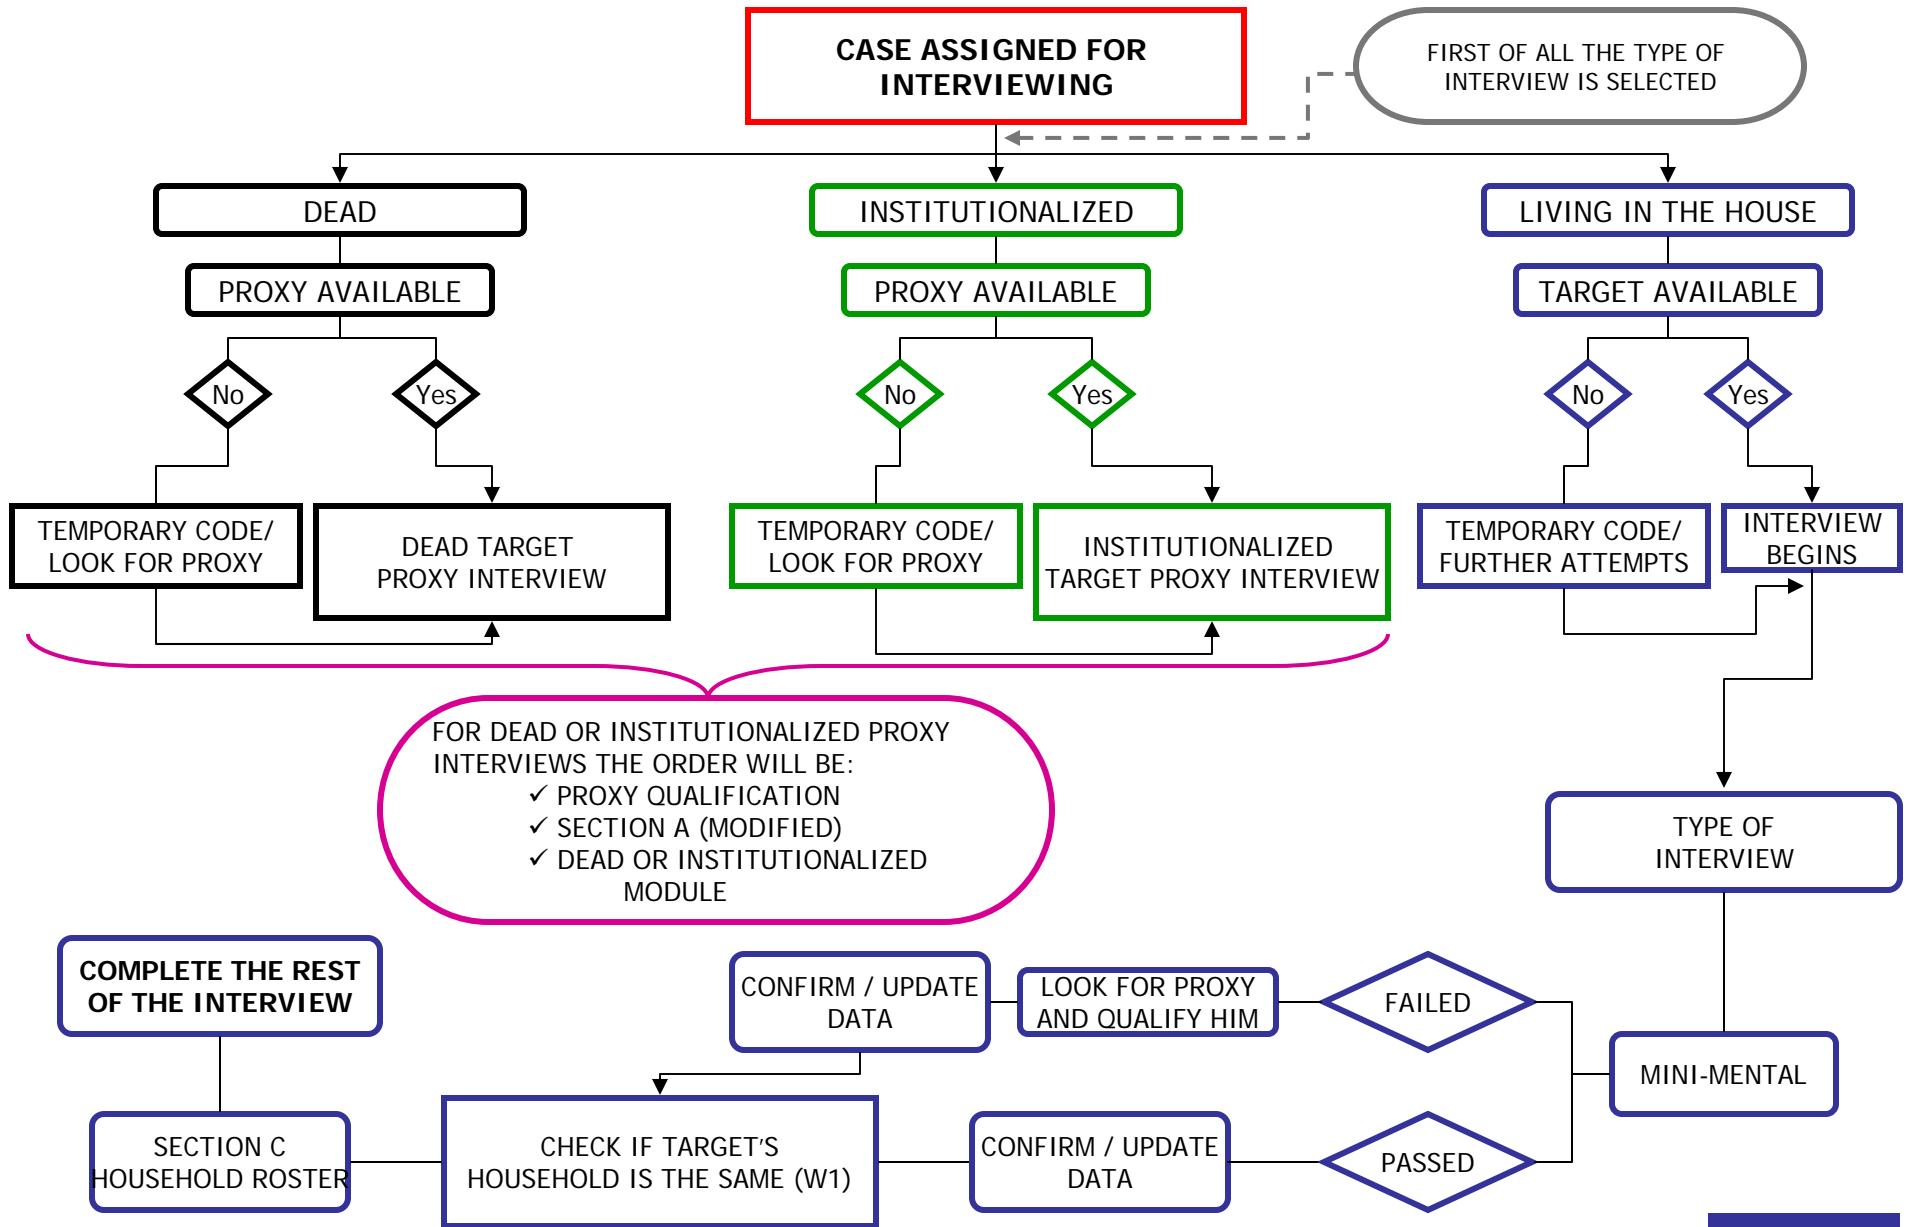 CASE ASSIGNED FOR
INTERVIEWING
FIRST OF ALL THE TYPE OF
INTERVIEW IS SELECTED
DEAD
INSTITUTIONALIZED
LIVING IN THE HOUSE
PROXY AVAILABLE
PROXY AVAILABLE
TARGET AVAILABLE
No
Yes
No
Yes
No
Yes
TEMPORARY CODE/
LOOK FOR PROXY
DEAD TARGET
PROXY INTERVIEW
TEMPORARY CODE/
LOOK FOR PROXY
INSTITUTIONALIZED
TARGET PROXY INTERVIEW
TEMPORARY CODE/
FURTHER ATTEMPTS
INTERVIEW
BEGINS
FOR DEAD OR INSTITUTIONALIZED PROXY
INTERVIEWS THE ORDER WILL BE:
✓ PROXY QUALIFICATION
✓ SECTION A (MODIFIED)
✓ DEAD OR INSTITUTIONALIZED
MODULE
TYPE OF
INTERVIEW
COMPLETE THE REST
OF THE INTERVIEW
CONFIRM / UPDATE
DATA
LOOK FOR PROXY
AND QUALIFY HIM
FAILED
MINI-MENTAL
SECTION C
HOUSEHOLD ROSTER
CHECK IF TARGET'S
HOUSEHOLD IS THE SAME (W1)
CONFIRM / UPDATE
DATA
PASSED